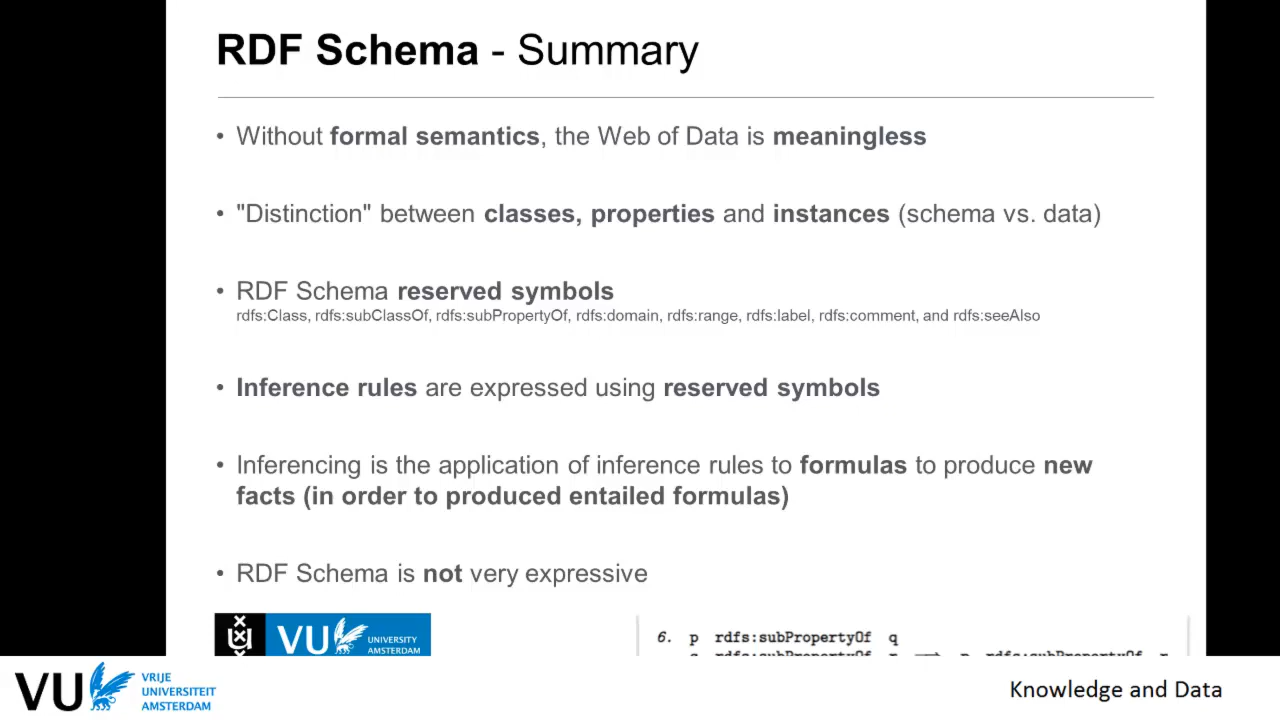 RDF Schema - Summary
• Without formal semantics, the Web of Data is meaningless
• "Distinction" between classes, properties and instances (schema vs. data)
• RDF Schema reserved symbols
rdfs:Class, rdfs:subClassOf, rdfs:subPropertyOf, rdfs:domain, rdfs:range, rdfs:label, rdfs:comment, and rdfs:seeAlso
• Inference rules are expressed using reserved symbols
• Inferencing is the application of inference rules to formulas to produce new
facts (in order to produced entailed formulas)
• RDF Schema is not very expressive
VU UNIVERSITY
AMSTERDAM
6. p rdfs:subPropertyOf q
VU VRIJE
UNIVERSITEIT
AMSTERDAM
Knowledge and Data